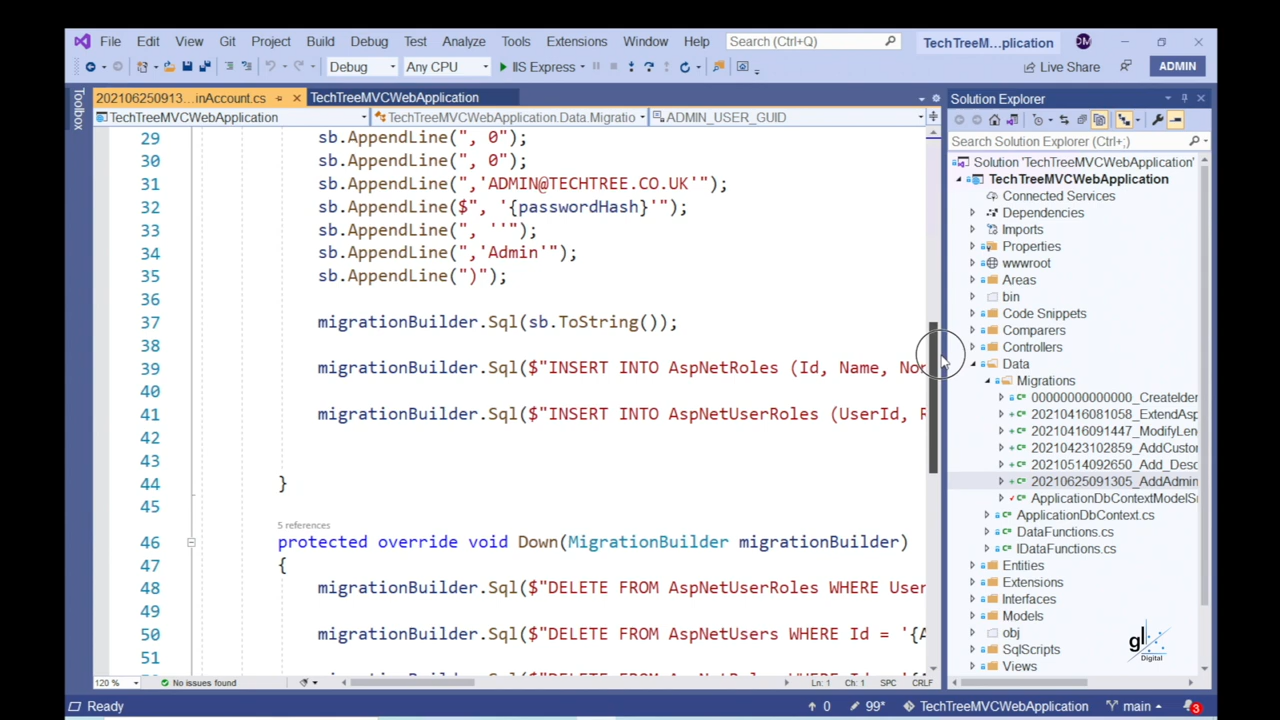 File Edit View Git Project Build Debug Test Analyze Tools Extensions Window Help Search (Ctrl+Q) TechTreeM...plication DM
Debug Any CPU IIS Express Live Share ADMIN
Toolbox
202106250913...inAccount.cs TechTreeMVCWebApplication
TechTreeMVCWebApplication TechTreeMVCWebApplication.Data.Migratio ADMIN_USER_GUID
29 sb.AppendLine(", 0");
30 sb.AppendLine(", 0");
31 sb.AppendLine(",'ADMIN@TECHTREE.CO.UK'");
32 sb.AppendLine($", '{passwordHash}'");
33 sb.AppendLine(", ''");
34 sb.AppendLine(",'Admin'");
35 sb.AppendLine(")");
36
37 migrationBuilder.Sql(sb.ToString());
38
39 migrationBuilder.Sql($"INSERT INTO AspNetRoles (Id, Name, No
40
41 migrationBuilder.Sql($"INSERT INTO AspNetUserRoles (UserId, R
42
43
44 }
45
5 references
46 protected override void Down(MigrationBuilder migrationBuilder)
47 {
48 migrationBuilder.Sql($"DELETE FROM AspNetUserRoles WHERE User
49
50 migrationBuilder.Sql($"DELETE FROM AspNetUsers WHERE Id = '{A
51
120 % No issues found Ln: 1 Ch: 1 SPC CRLF
Solution Explorer
Search Solution Explorer (Ctrl+;)
Solution 'TechTreeMVCWebApplication'
TechTreeMVCWebApplication
Connected Services
Dependencies
Imports
Properties
wwwroot
Areas
bin
Code Snippets
Comparers
Controllers
Data
Migrations
00000000000000_CreateIden
20210416081058_ExtendAsp
20210416091447_ModifyLen
20210423102859_AddCusto
20210514092650_Add_Desc
20210625091305_AddAdmin
ApplicationDbContextModelSn
ApplicationDbContext.cs
DataFunctions.cs
IDataFunctions.cs
Entities
Extensions
Interfaces
Models
obj
SqlScripts
Views
gl
Digital
Ready 0 99* TechTreeMVCWebApplication main 3